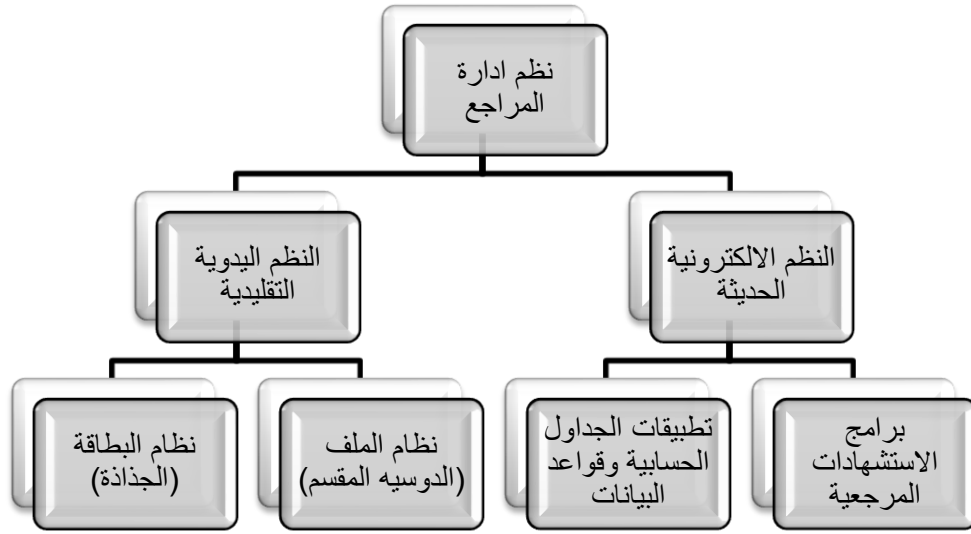 نظم ادارة
المراجع
النظم الالكترونية
الحديثة
النظم اليدوية
التقليدية
برامج
الاستشهادات
المرجعية
تطبيقات الجداول
الحسابية وقواعد
البيانات
نظام الملف
(الدوسيه المقسم)
نظام البطاقة
(الجذاذة)